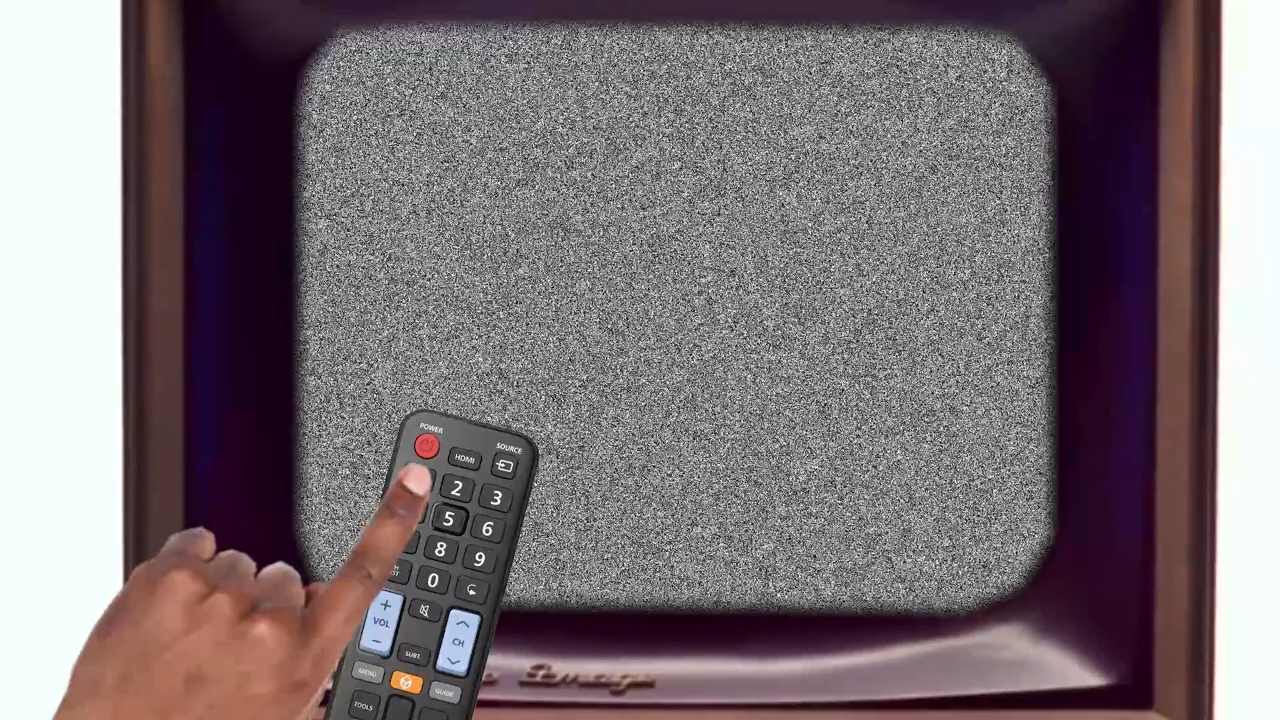 POWER
SOURCE
HDMI
2 3
5 6
8 9
0
+
VOL
−
CH
SUBT.
MENU
GUIDE
TOOLS